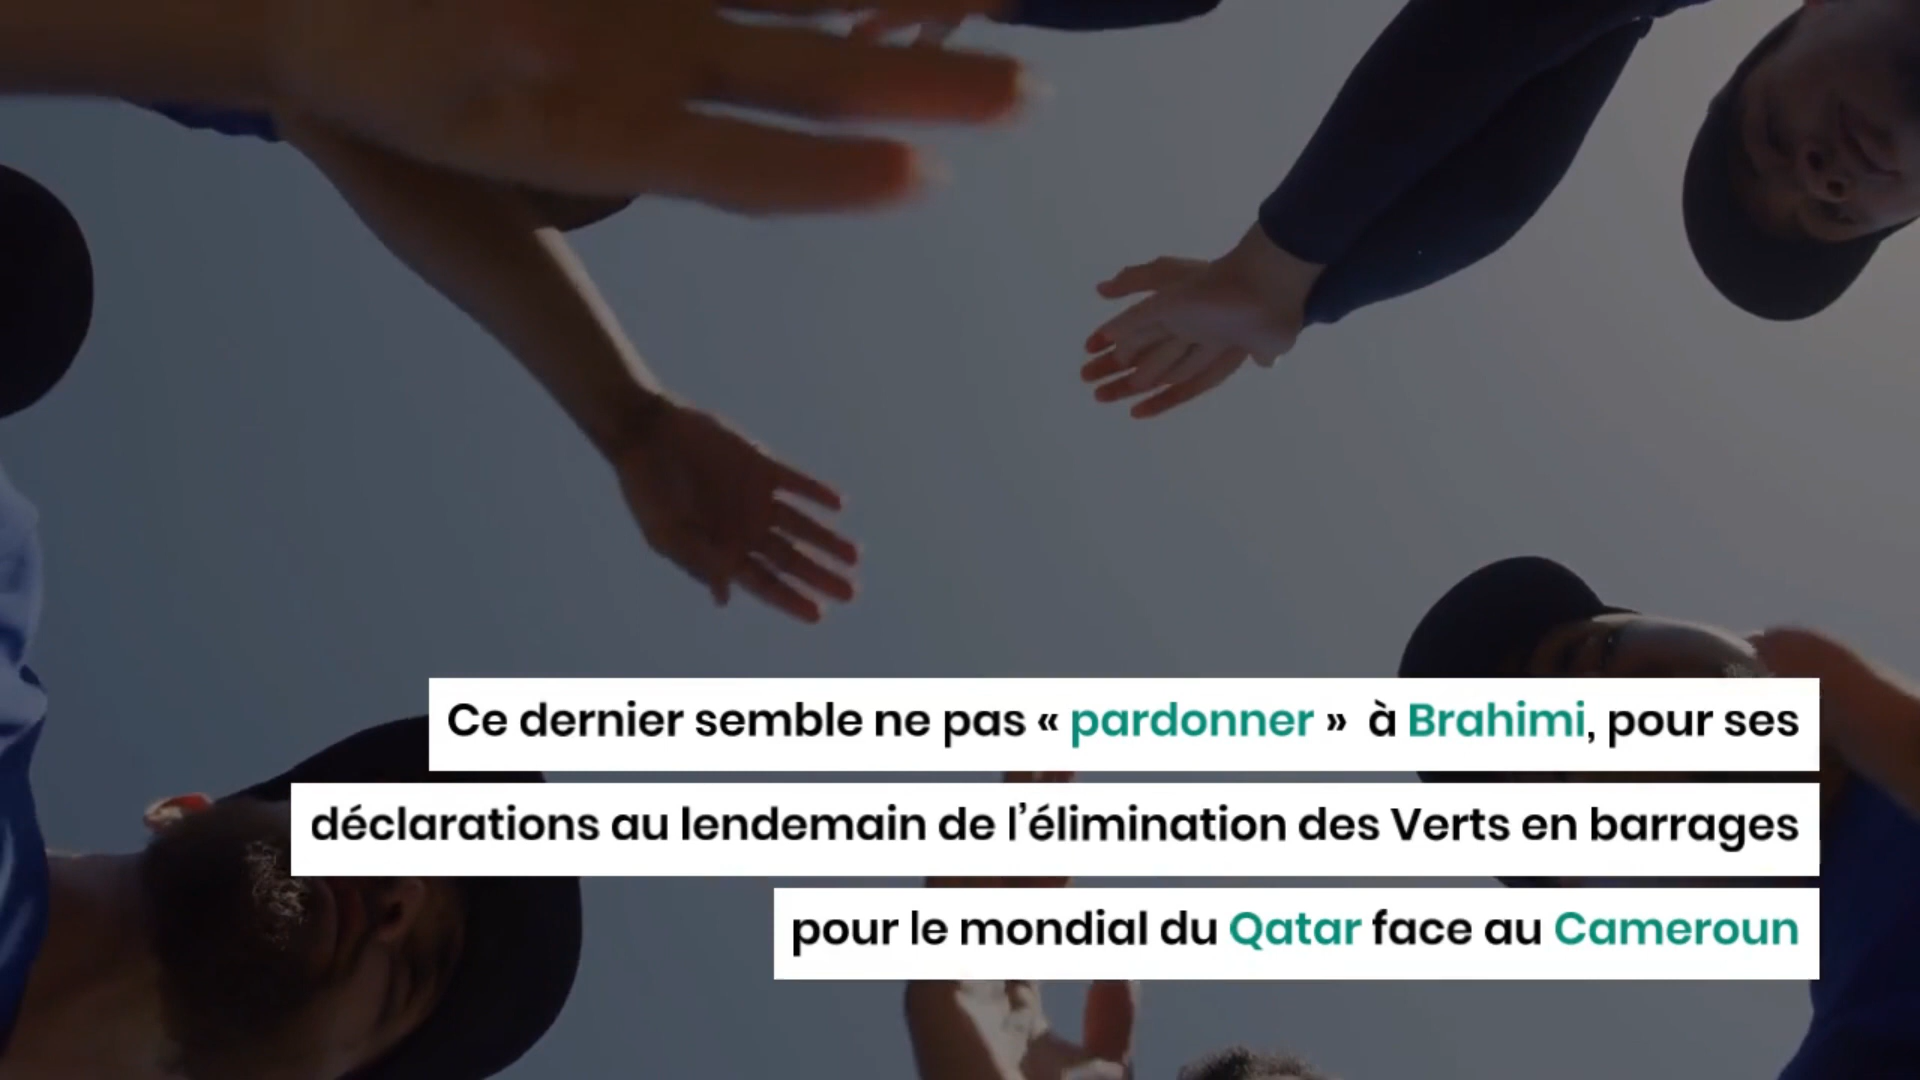 Ce dernier semble ne pas « pardonner »  à Brahimi, pour ses
déclarations au lendemain de l’élimination des Verts en barrages
pour le mondial du Qatar face au Cameroun